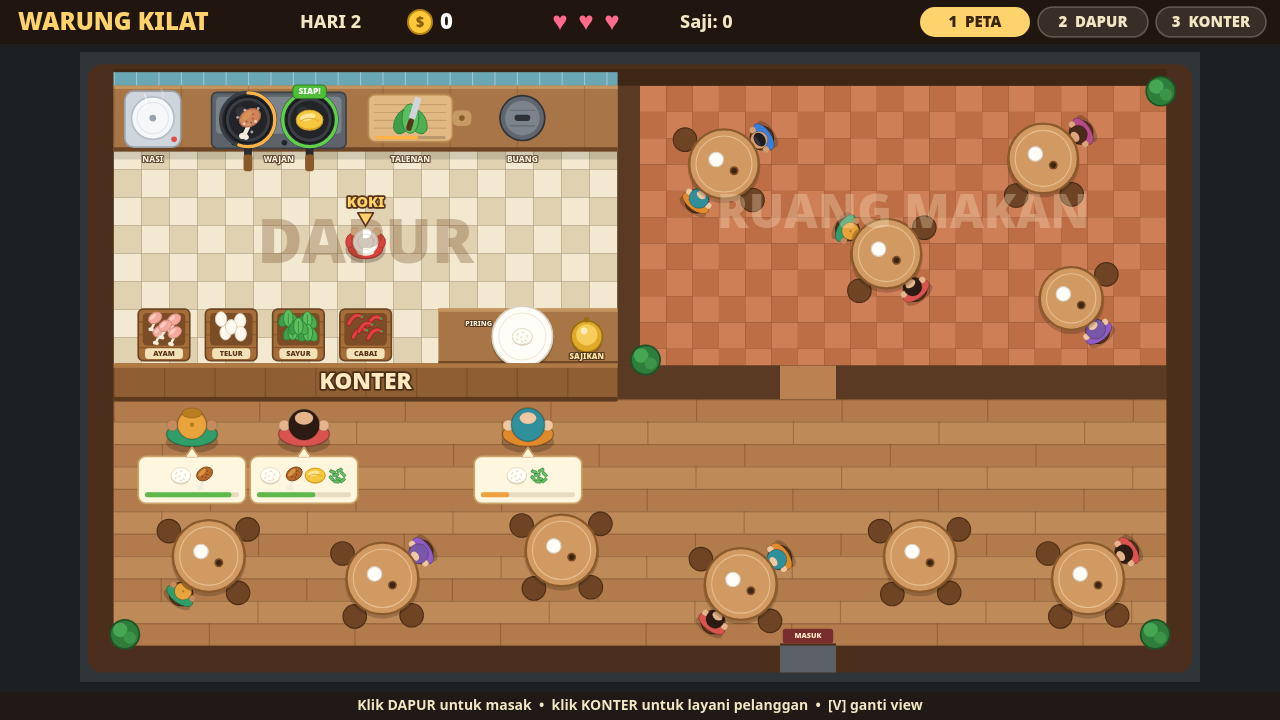 WARUNG KILAT
HARI 2
$ 0
♥ ♥ ♥
Saji: 0
1 PETA
2 DAPUR
3 KONTER
SIAP!
NASI
WAJAN
TALENAN
BUANG
KOKI
DAPUR
RUANG MAKAN
AYAM
TELUR
SAYUR
CABAI
PIRING
SAJIKAN
KONTER
MASUK
Klik DAPUR untuk masak • klik KONTER untuk layani pelanggan • [V] ganti view